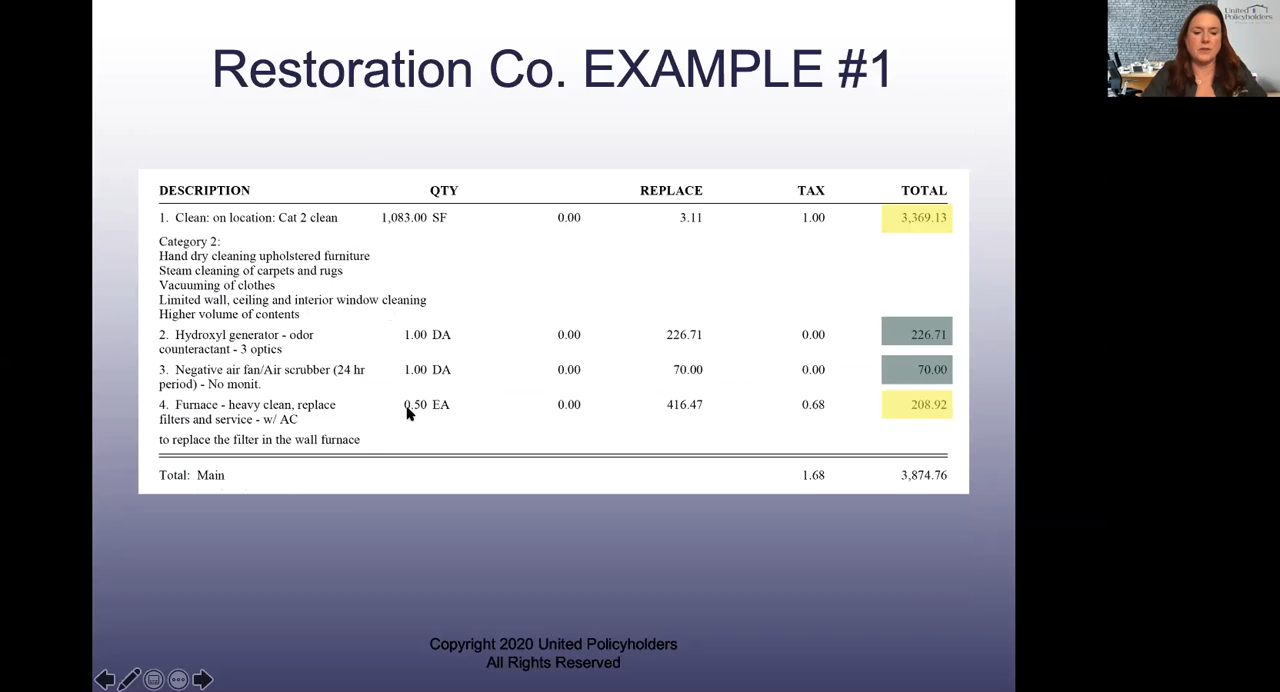 Restoration Co. EXAMPLE #1
United
Policyholders
DESCRIPTION QTY REPLACE TAX TOTAL
1. Clean: on location: Cat 2 clean 1,083.00 SF 0.00 3.11 1.00 3,369.13
Category 2:
Hand dry cleaning upholstered furniture
Steam cleaning of carpets and rugs
Vacuuming of clothes
Limited wall, ceiling and interior window cleaning
Higher volume of contents
2. Hydroxyl generator - odor 1.00 DA 0.00 226.71 0.00 226.71
counteractant - 3 optics
3. Negative air fan/Air scrubber (24 hr 1.00 DA 0.00 70.00 0.00 70.00
period) - No monit.
4. Furnace - heavy clean, replace 0.50 EA 0.00 416.47 0.68 208.92
filters and service - w/ AC
to replace the filter in the wall furnace
Total: Main 1.68 3,874.76
Copyright 2020 United Policyholders
All Rights Reserved